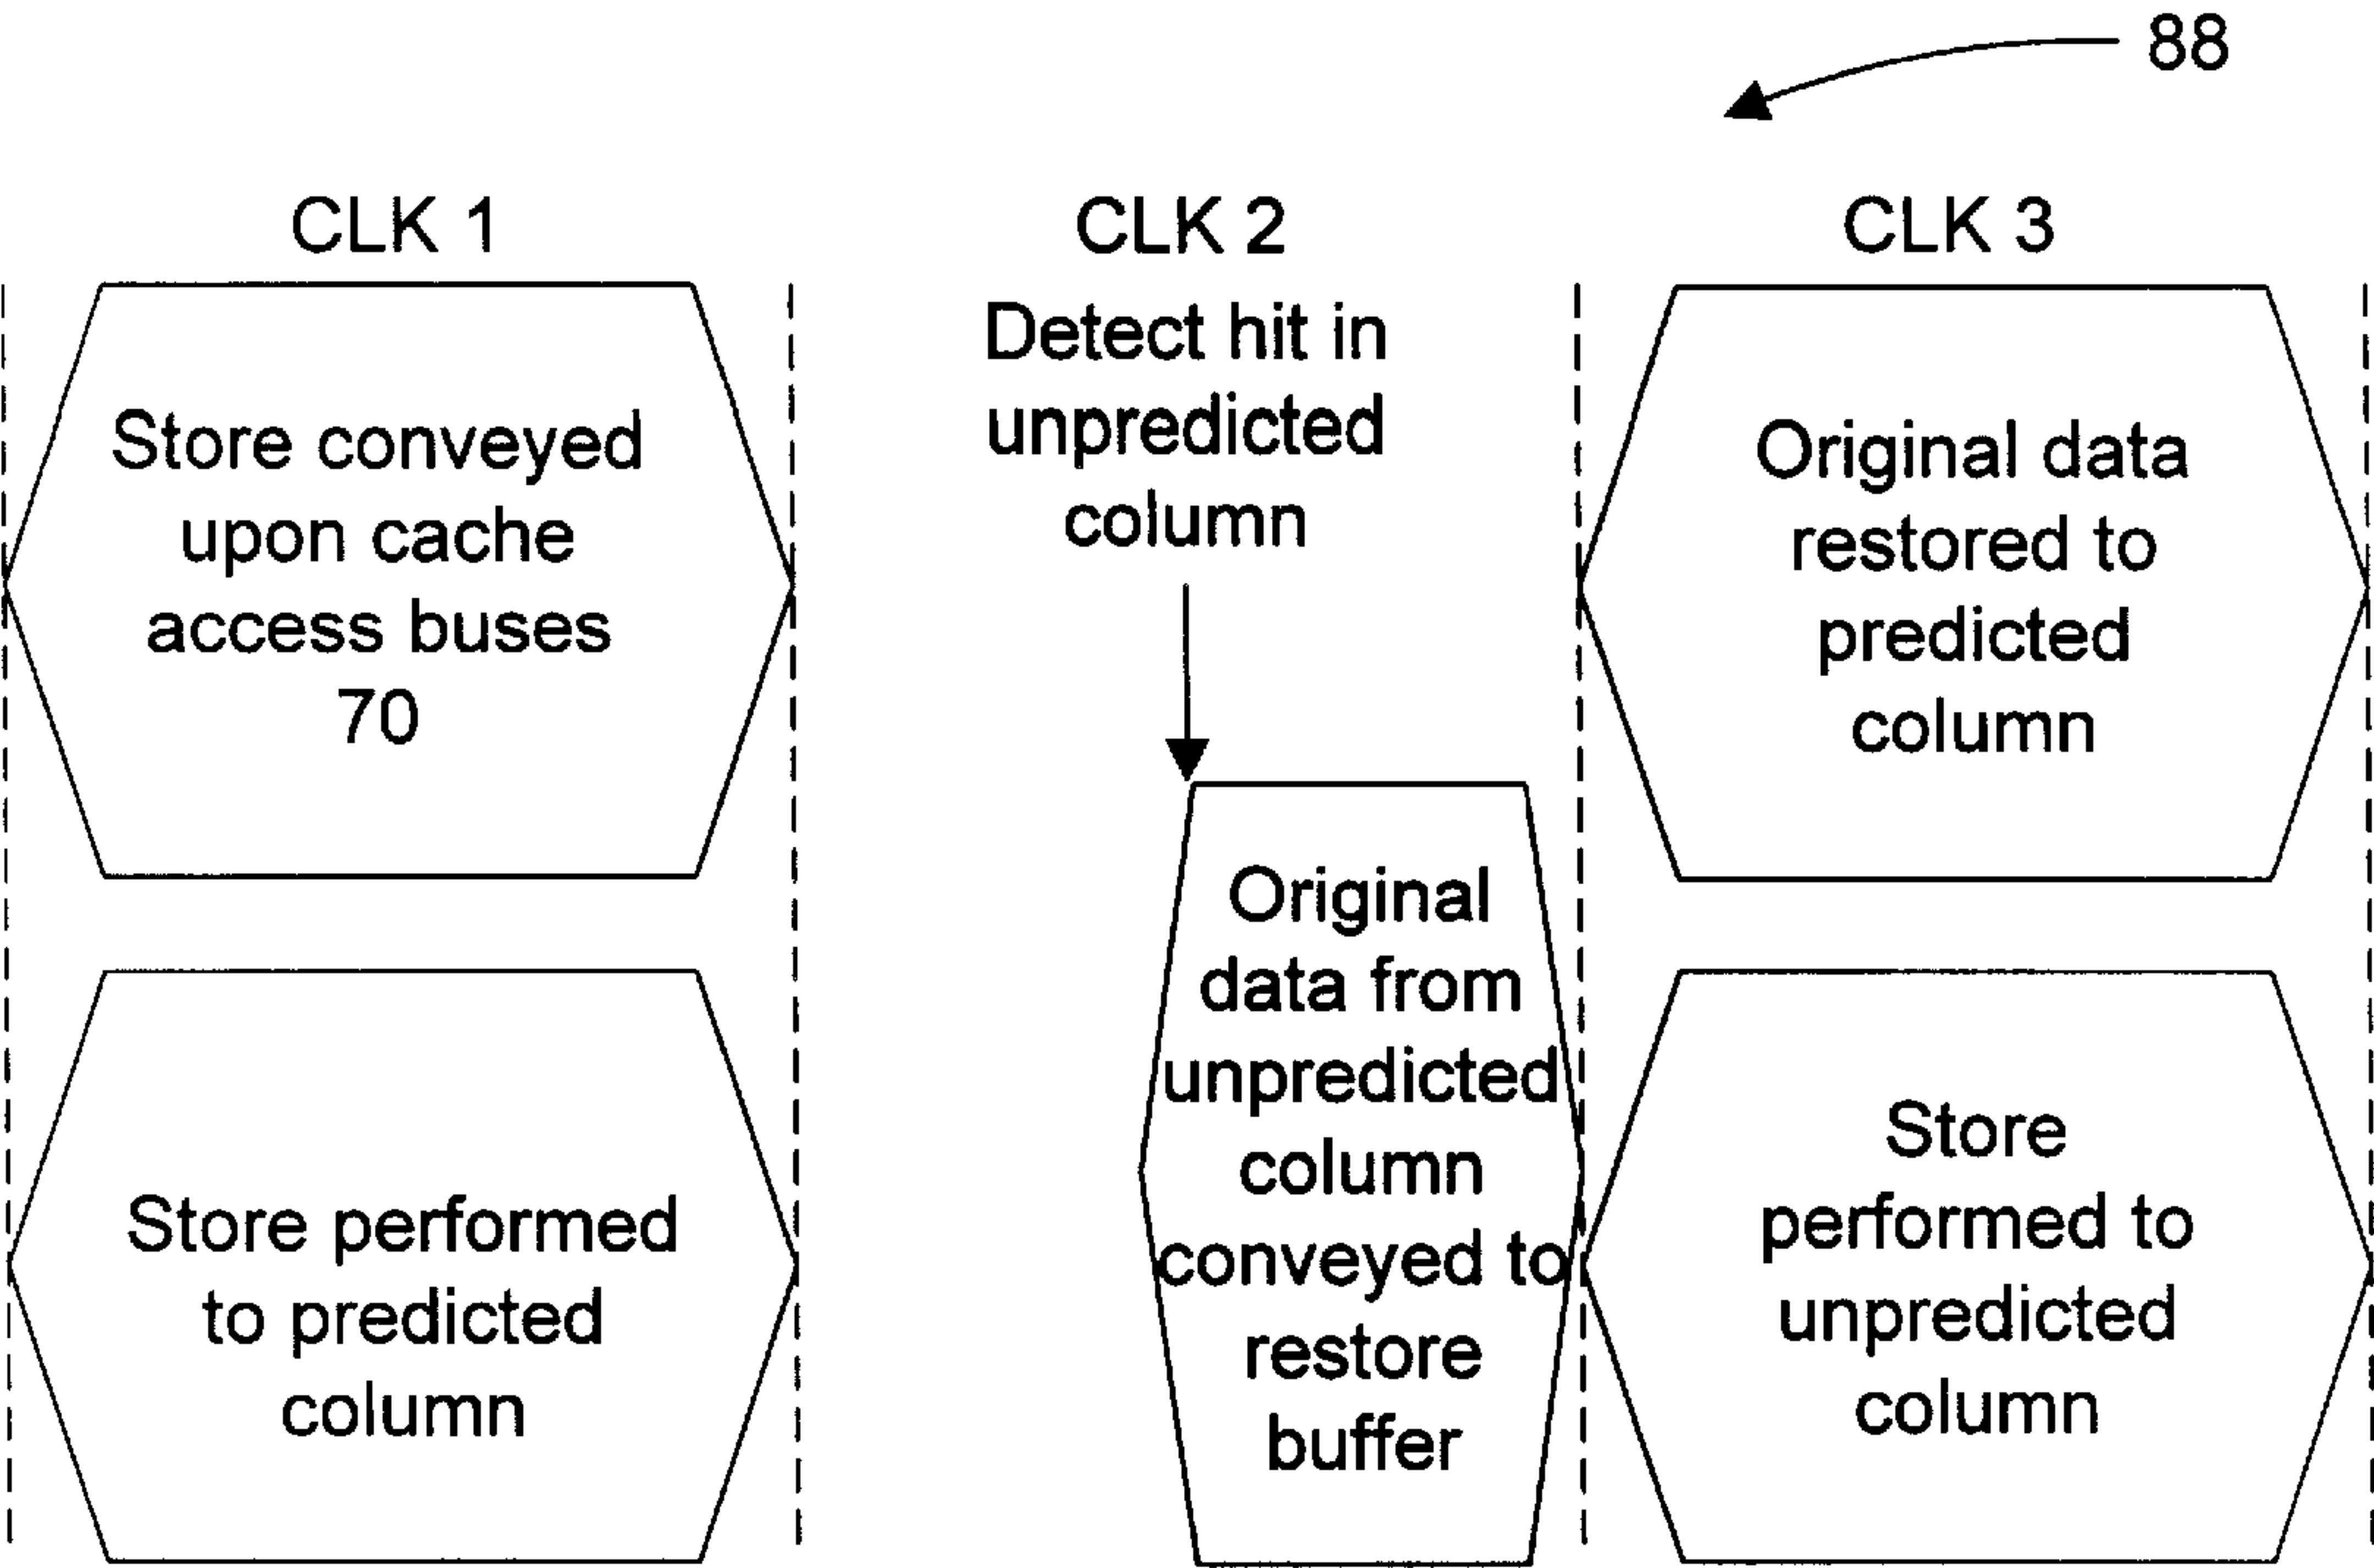 88
CLK 1
Store conveyed
upon cache
access buses
70
Store performed
to predicted
column
CLK 2
Detect hit in
unpredicted
column
Original
data from
unpredicted
column
conveyed to
restore
buffer
CLK 3
Original data
restored to
predicted
column
Store
performed to
unpredicted
column